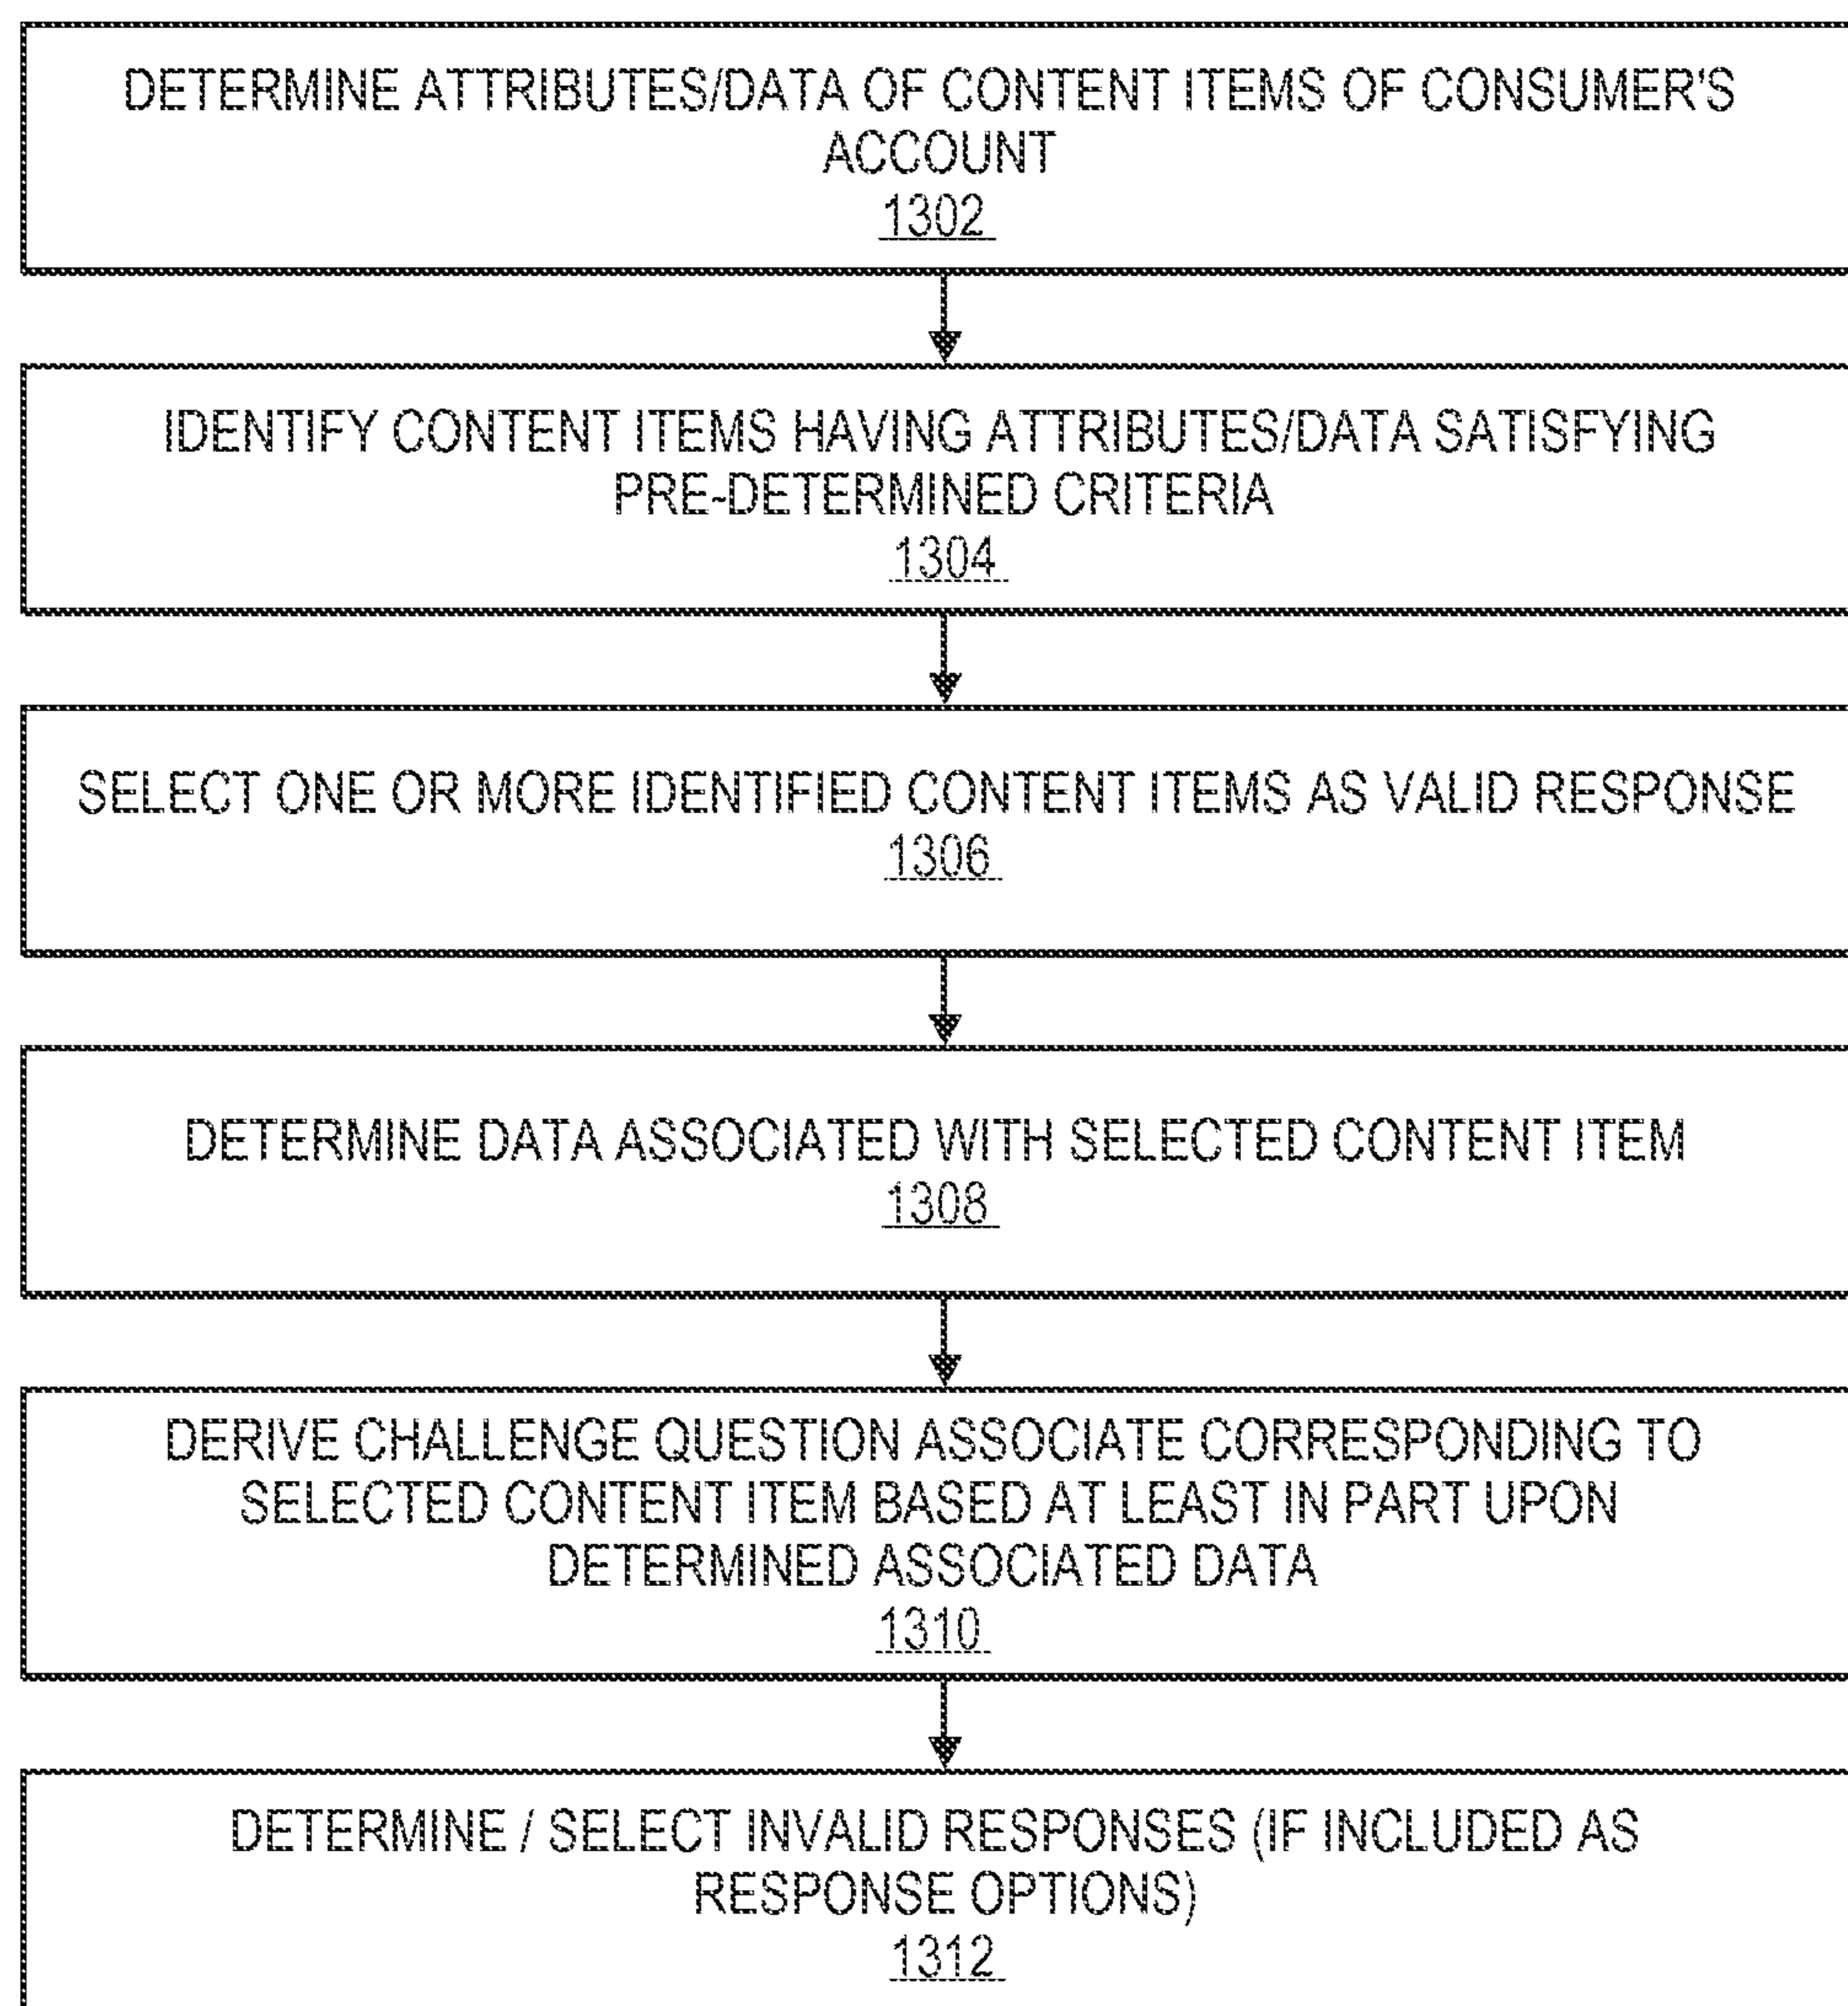 DETERMINE ATTRIBUTES/DATA OF CONTENT ITEMS OF CONSUMER'S
ACCOUNT
1302
IDENTIFY CONTENT ITEMS HAVING ATTRIBUTES/DATA SATISFYING
PRE-DETERMINED CRITERIA
1304
SELECT ONE OR MORE IDENTIFIED CONTENT ITEMS AS VALID RESPONSE
1306
DETERMINE DATA ASSOCIATED WITH SELECTED CONTENT ITEM
1308
DERIVE CHALLENGE QUESTION ASSOCIATE CORRESPONDING TO
SELECTED CONTENT ITEM BASED AT LEAST IN PART UPON
DETERMINED ASSOCIATED DATA
1310
DETERMINE / SELECT INVALID RESPONSES (IF INCLUDED AS
RESPONSE OPTIONS)
1312